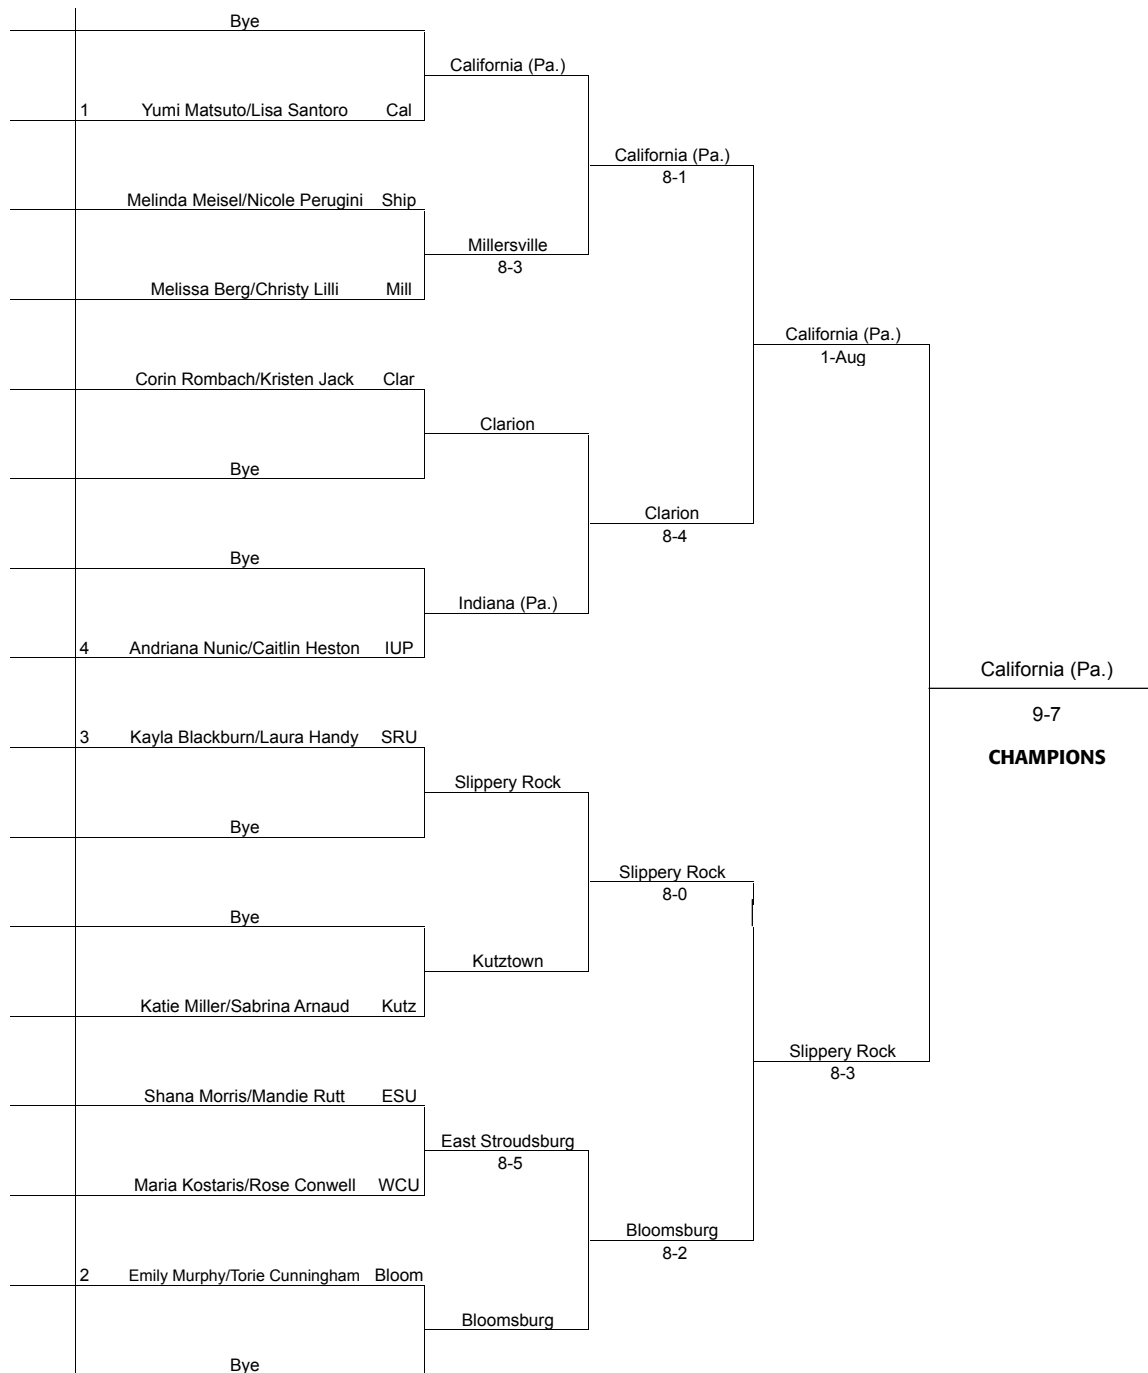 Bye
California (Pa.)
1 Yumi Matsuto/Lisa Santoro Cal
California (Pa.)
8-1
Melinda Meisel/Nicole Perugini Ship
Millersville
8-3
Melissa Berg/Christy Lilli Mill
California (Pa.)
1-Aug
Corin Rombach/Kristen Jack Clar
Clarion
Bye
Clarion
8-4
Bye
Indiana (Pa.)
4 Andriana Nunic/Caitlin Heston IUP
California (Pa.)
9-7
CHAMPIONS
3 Kayla Blackburn/Laura Handy SRU
Slippery Rock
Bye
Slippery Rock
8-0
Bye
Kutztown
Katie Miller/Sabrina Arnaud Kutz
Slippery Rock
8-3
Shana Morris/Mandie Rutt ESU
East Stroudsburg
8-5
Maria Kostaris/Rose Conwell WCU
Bloomsburg
8-2
2 Emily Murphy/Torie Cunningham Bloom
Bloomsburg
Bye